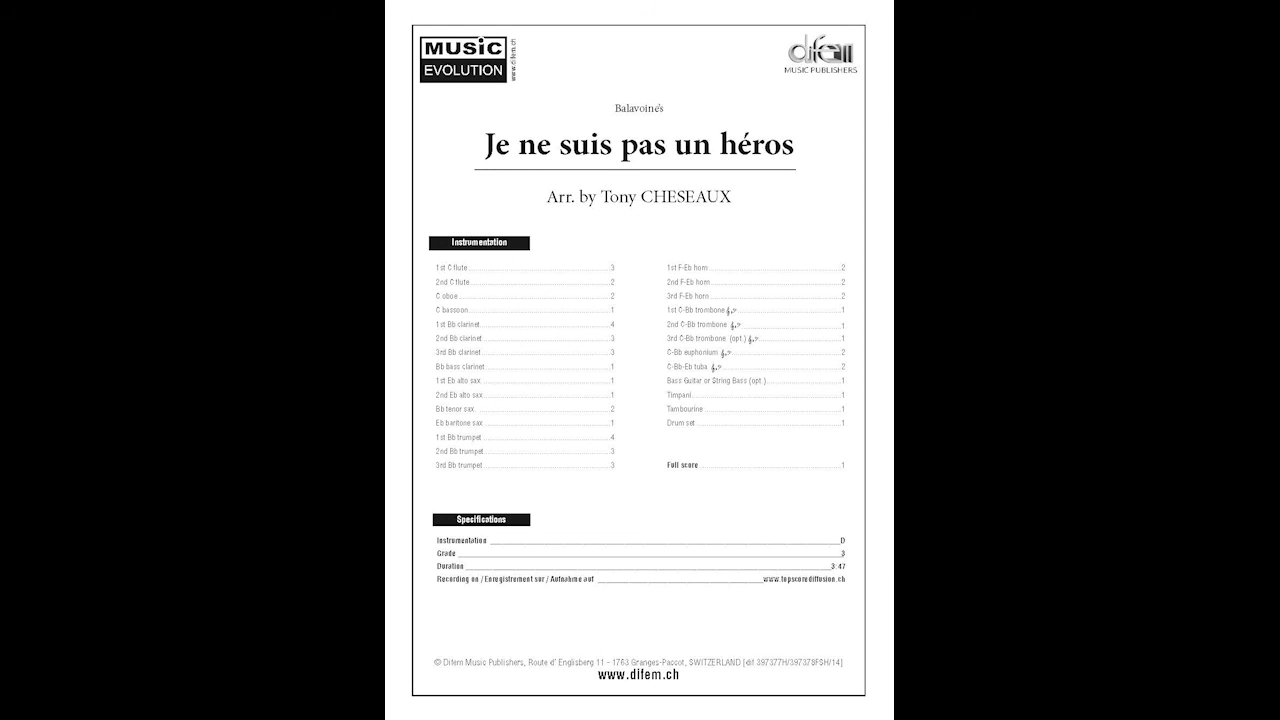 MUSIC
EVOLUTION
www.difem.ch
difem
MUSIC PUBLISHERS
Balavoine's
Je ne suis pas un héros
Arr. by Tony CHESEAUX
Instrumentation
1st C flute 3
2nd C flute 2
C oboe 2
C bassoon 1
1st Bb clarinet 4
2nd Bb clarinet 3
3rd Bb clarinet 3
Bb bass clarinet 1
1st Eb alto sax. 1
2nd Eb alto sax. 1
Bb tenor sax. 2
Eb baritone sax 1
1st Bb trumpet 4
2nd Bb trumpet 3
3rd Bb trumpet 3
1st F-Eb horn 2
2nd F-Eb horn 2
3rd F-Eb horn 2
1st C-Bb trombone 1
2nd C-Bb trombone 1
3rd C-Bb trombone (opt.) 1
C-Bb euphonium 2
C-Bb-Eb tuba 2
Bass Guitar or String Bass (opt.) 1
Timpani 1
Tambourine 1
Drum set 1
Full score 1
Specifications
Instrumentation D
Grade 3
Duration 3:47
Recording on / Enregistrement sur / Aufnahme auf www.topscorediffusion.ch
© Difem Music Publishers, Route d' Englisberg 11 - 1763 Granges-Paccot, SWITZERLAND [dif 397377H/397378FSH/14]
www.difem.ch